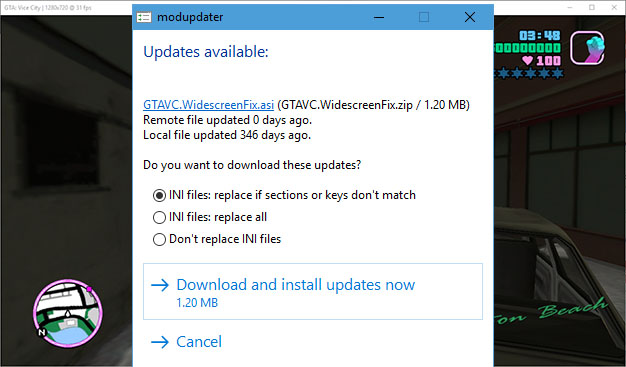 GTA: Vice City | 1280x720 @ 31 fps
modupdater
03:48
00000000
100
Updates available:
GTAVC.WidescreenFix.asi (GTAVC.WidescreenFix.zip / 1.20 MB)
Remote file updated 0 days ago.
Local file updated 346 days ago.
Do you want to download these updates?
INI files: replace if sections or keys don't match
INI files: replace all
Don't replace INI files
Download and install updates now
1.20 MB
Cancel
N
ton Beach